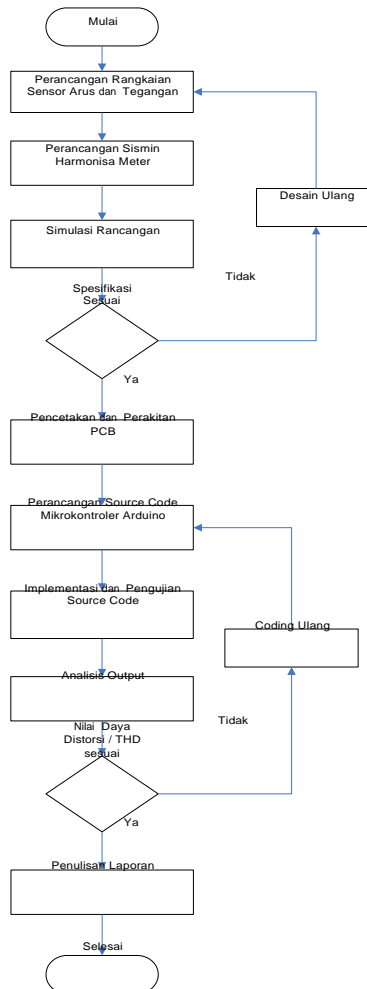 Mulai
Perancangan Rangkaian
Sensor Arus dan Tegangan
Perancangan Sismin
Harmonisa Meter
Desain Ulang
Simulasi Rancangan
Tidak
Spesifikasi
Sesuai
Ya
Pencetakan dan Perakitan
PCB
Perancangan Source Code
Mikrokontroler Arduino
Implementasi dan Pengujian
Source Code
Coding Ulang
Analisis Output
Tidak
Nilai Daya
Distorsi / THD
sesuai
Ya
Penulisan Laporan
Selesai